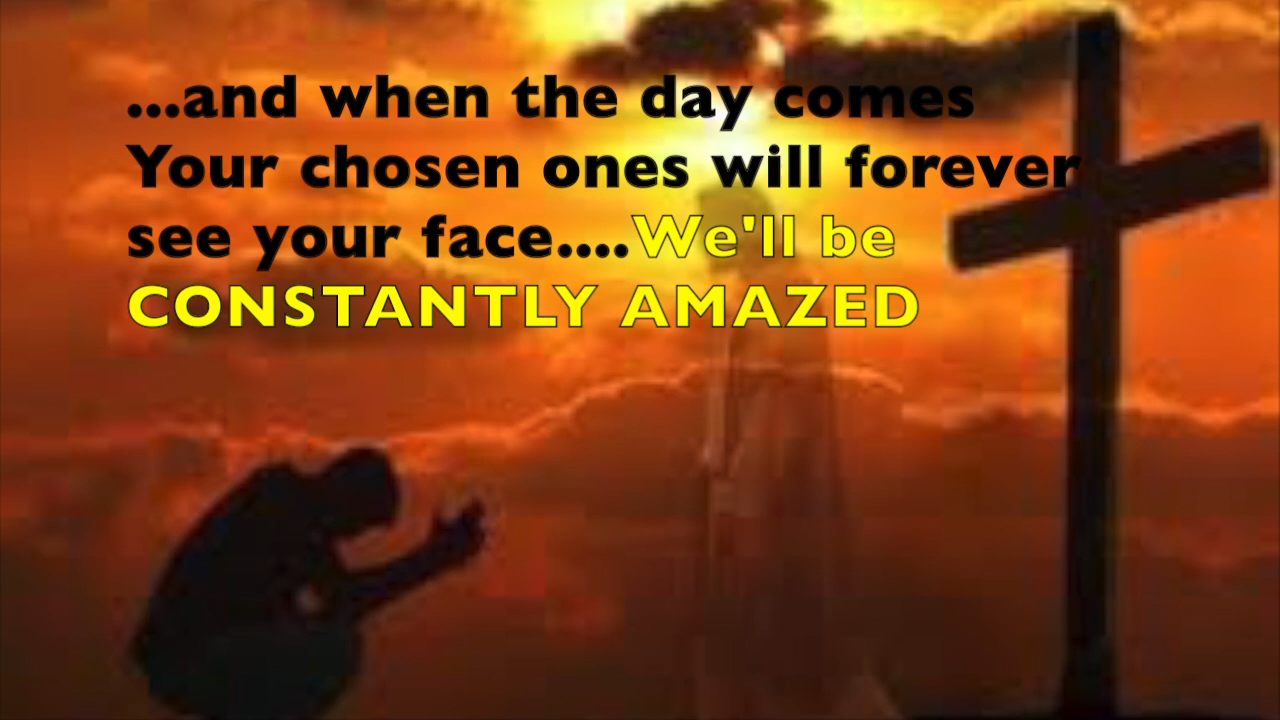 ...and when the day comes
Your chosen ones will forever
see your face....We'll be
CONSTANTLY AMAZED